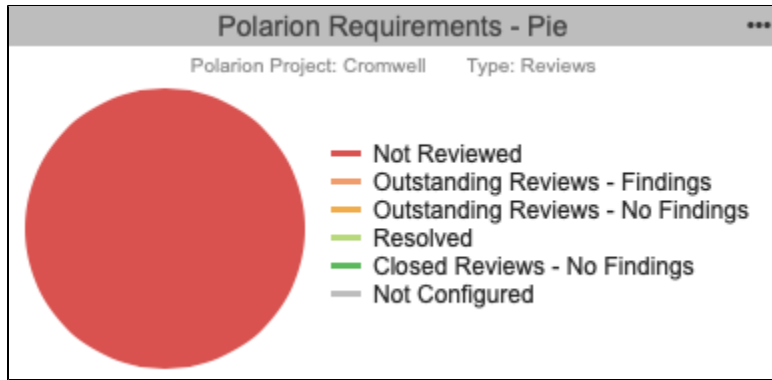 Polarion Requirements - Pie
Polarion Project: Cromwell Type: Reviews
Not Reviewed
Outstanding Reviews - Findings
Outstanding Reviews - No Findings
Resolved
Closed Reviews - No Findings
Not Configured